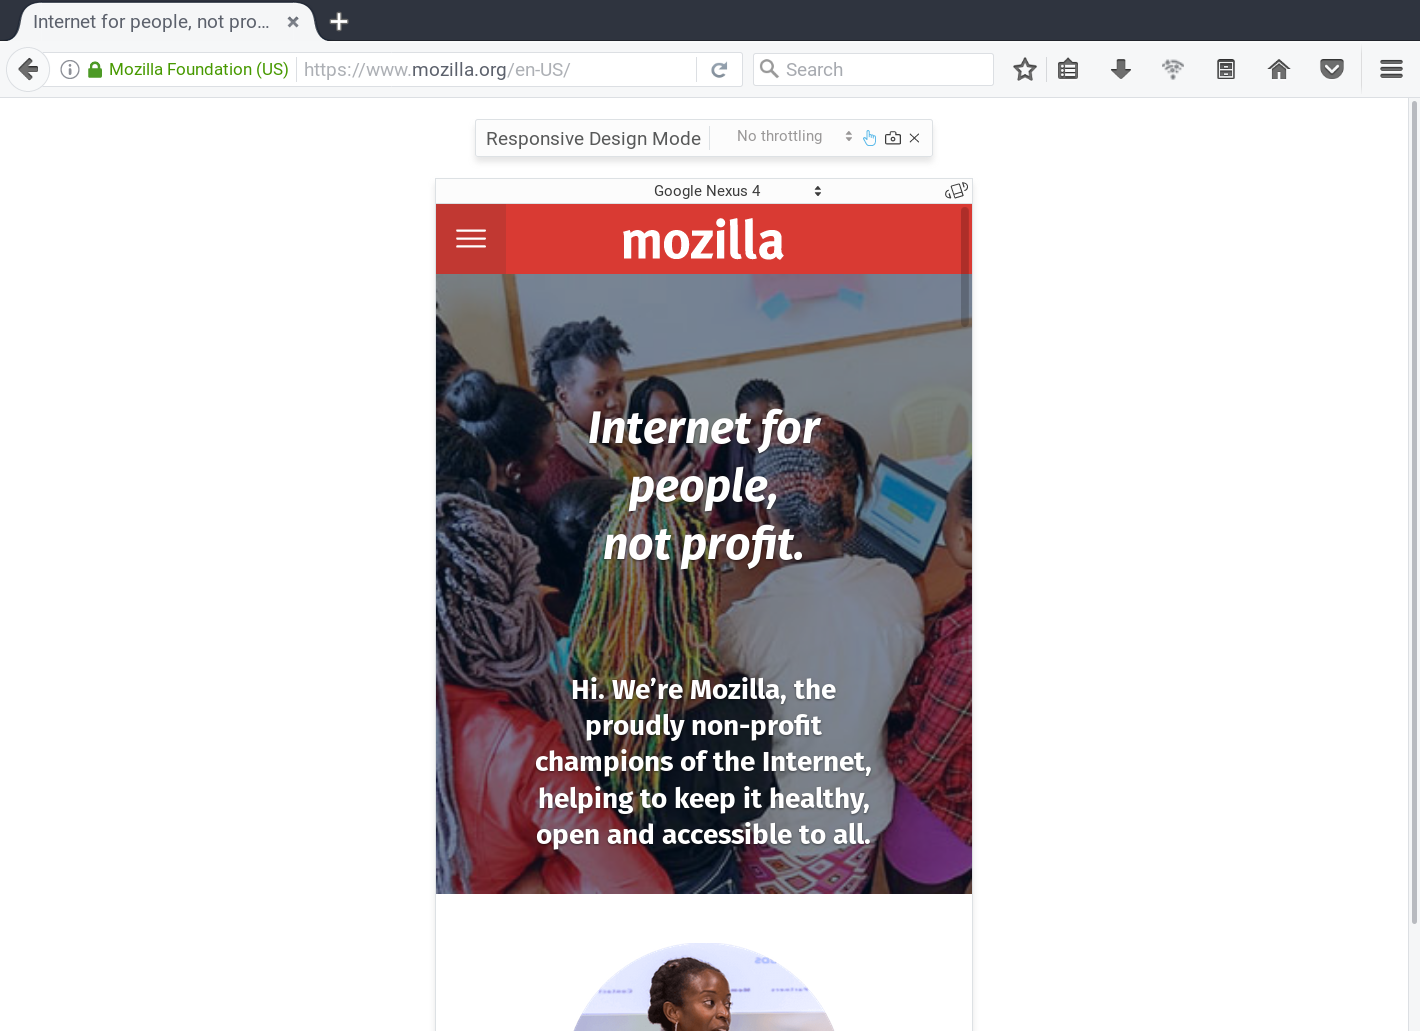 Internet for people, not pro...
Mozilla Foundation (US)
https://www.mozilla.org/en-US/
Search
Responsive Design Mode
No throttling
Google Nexus 4
mozilla
Internet for
people,
not profit.
Hi. We’re Mozilla, the
proudly non-profit
champions of the Internet,
helping to keep it healthy,
open and accessible to all.